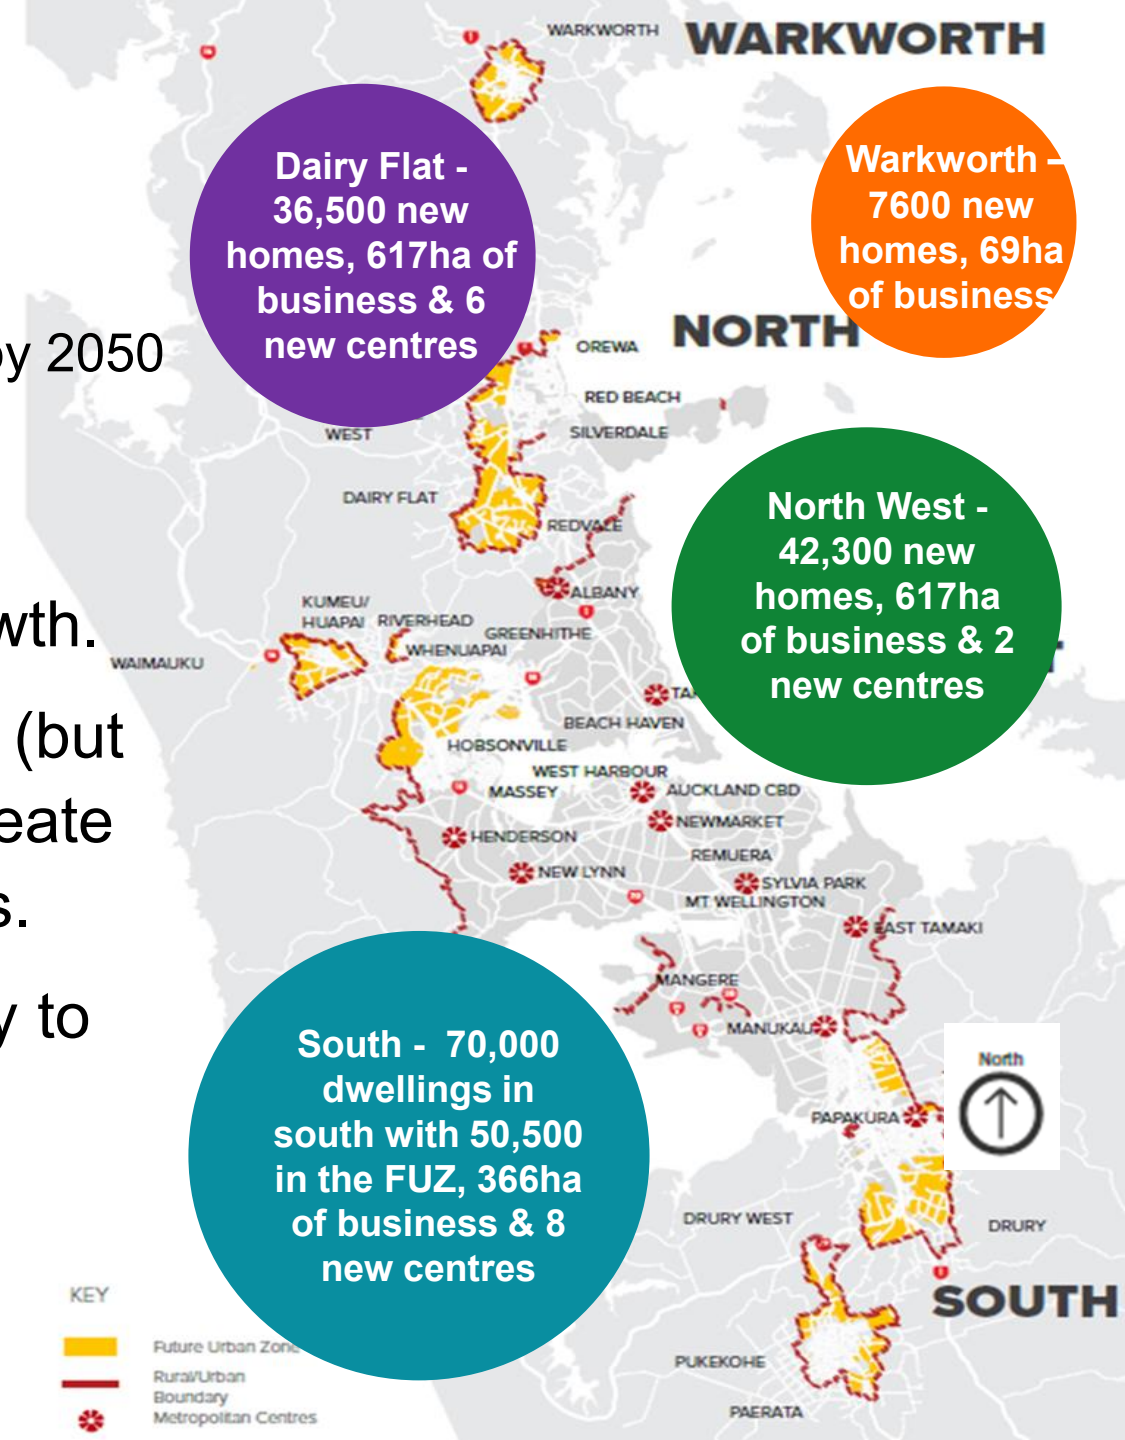 WARKWORTH
WARKWORTH
Dairy Flat -
36,500 new
homes, 617ha of
business & 6
new centres
Warkworth –
7600 new
homes, 69ha
of business
by 2050
NORTH
OREWA
RED BEACH
SILVERDALE
WEST
DAIRY FLAT
REDVALE
North West -
42,300 new
homes, 617ha
of business & 2
new centres
ALBANY
KUMEU/
HUAPAI
RIVERHEAD
GREENHITHE
WHENUAPAI
WAIMAUKU
wth.
(but
eate
s.
y to
BEACH HAVEN
HOBSONVILLE
WEST HARBOUR
MASSEY
AUCKLAND CBD
NEWMARKET
HENDERSON
REMUERA
NEW LYNN
SYLVIA PARK
MT WELLINGTON
EAST TAMAKI
MANGERE
MANUKAU
South - 70,000
dwellings in
south with 50,500
in the FUZ, 366ha
of business & 8
new centres
North
PAPAKURA
DRURY WEST
DRURY
SOUTH
PUKEKOHE
PAERATA
KEY
Future Urban Zone
Rural/Urban
Boundary
Metropolitan Centres